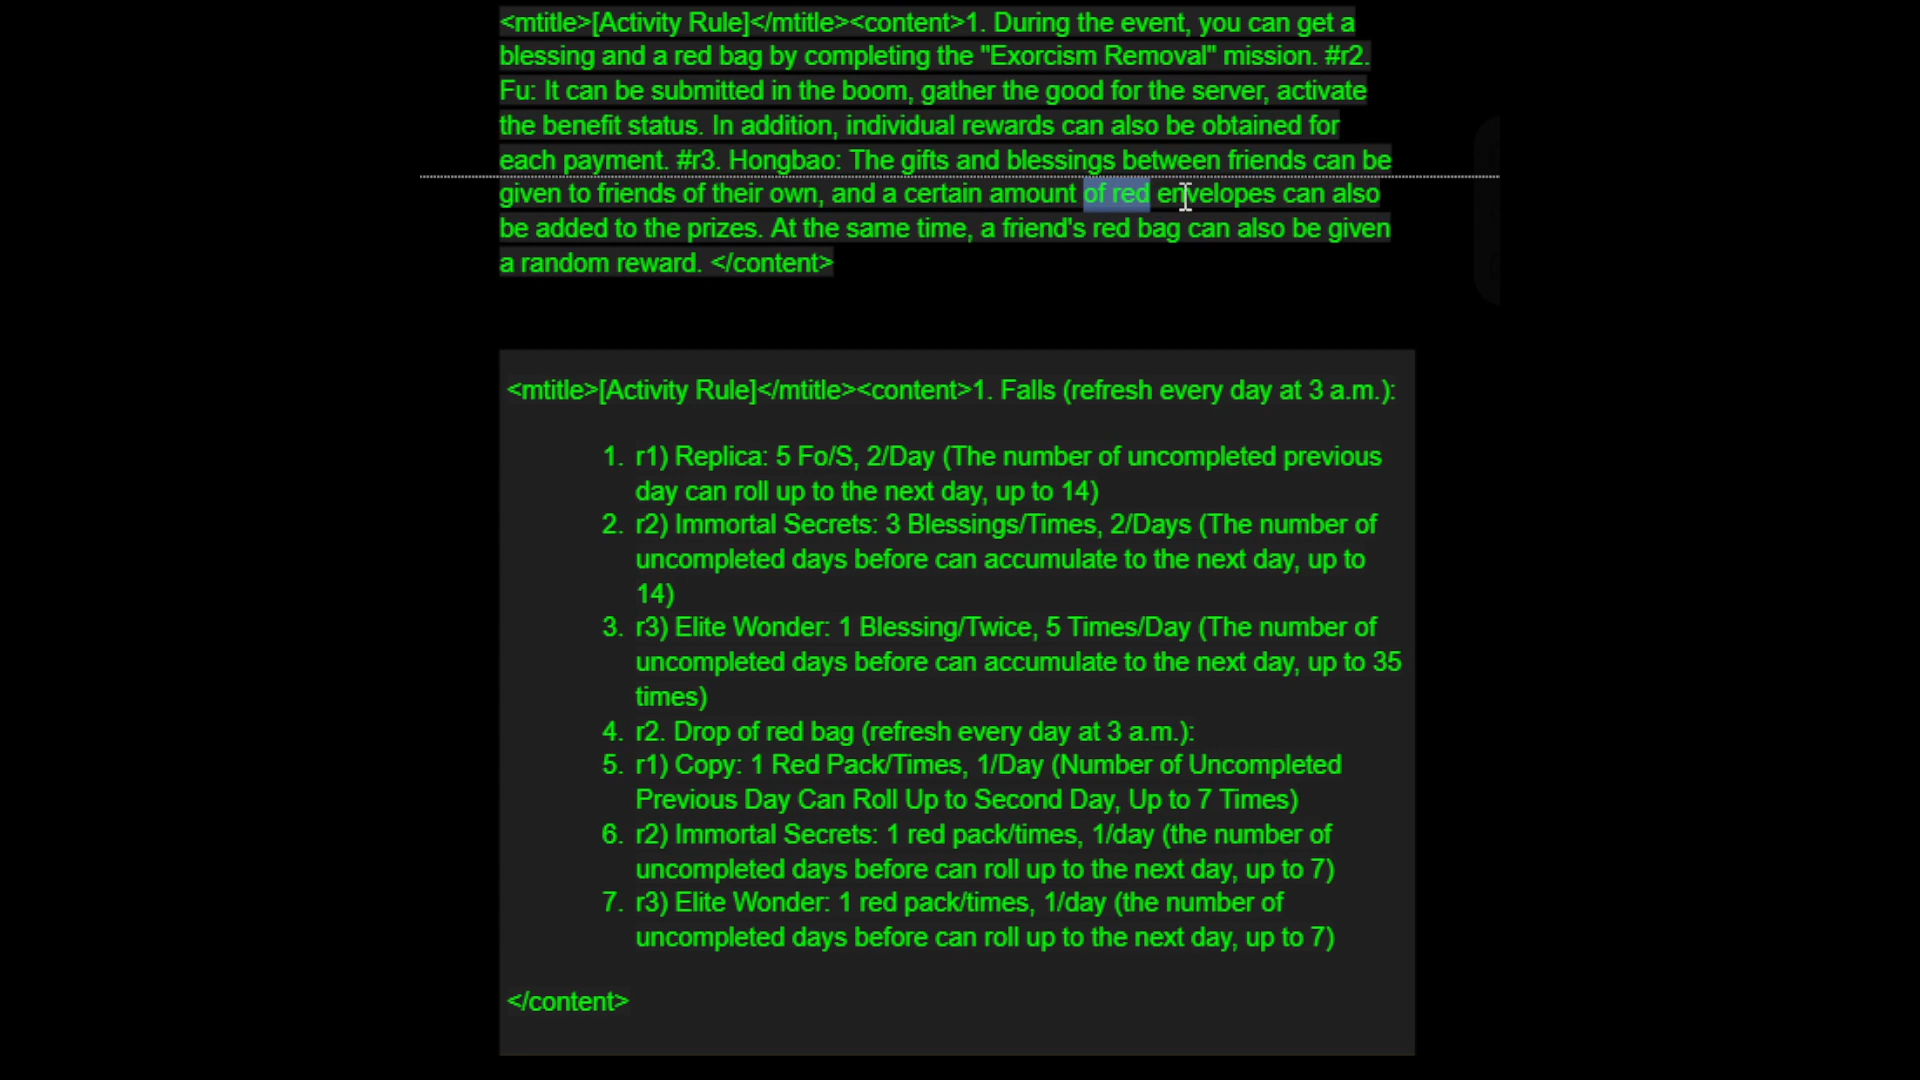 <mtitle>[Activity Rule]</mtitle><content>1. During the event, you can get a
blessing and a red bag by completing the "Exorcism Removal" mission. #r2.
Fu: It can be submitted in the boom, gather the good for the server, activate
the benefit status. In addition, individual rewards can also be obtained for
each payment. #r3. Hongbao: The gifts and blessings between friends can be
given to friends of their own, and a certain amount of red envelopes can also
be added to the prizes. At the same time, a friend's red bag can also be given
a random reward. </content>
<mtitle>[Activity Rule]</mtitle><content>1. Falls (refresh every day at 3 a.m.):
1. r1) Replica: 5 Fo/S, 2/Day (The number of uncompleted previous
day can roll up to the next day, up to 14)
2. r2) Immortal Secrets: 3 Blessings/Times, 2/Days (The number of
uncompleted days before can accumulate to the next day, up to
14)
3. r3) Elite Wonder: 1 Blessing/Twice, 5 Times/Day (The number of
uncompleted days before can accumulate to the next day, up to 35
times)
4. r2. Drop of red bag (refresh every day at 3 a.m.):
5. r1) Copy: 1 Red Pack/Times, 1/Day (Number of Uncompleted
Previous Day Can Roll Up to Second Day, Up to 7 Times)
6. r2) Immortal Secrets: 1 red pack/times, 1/day (the number of
uncompleted days before can roll up to the next day, up to 7)
7. r3) Elite Wonder: 1 red pack/times, 1/day (the number of
uncompleted days before can roll up to the next day, up to 7)
</content>